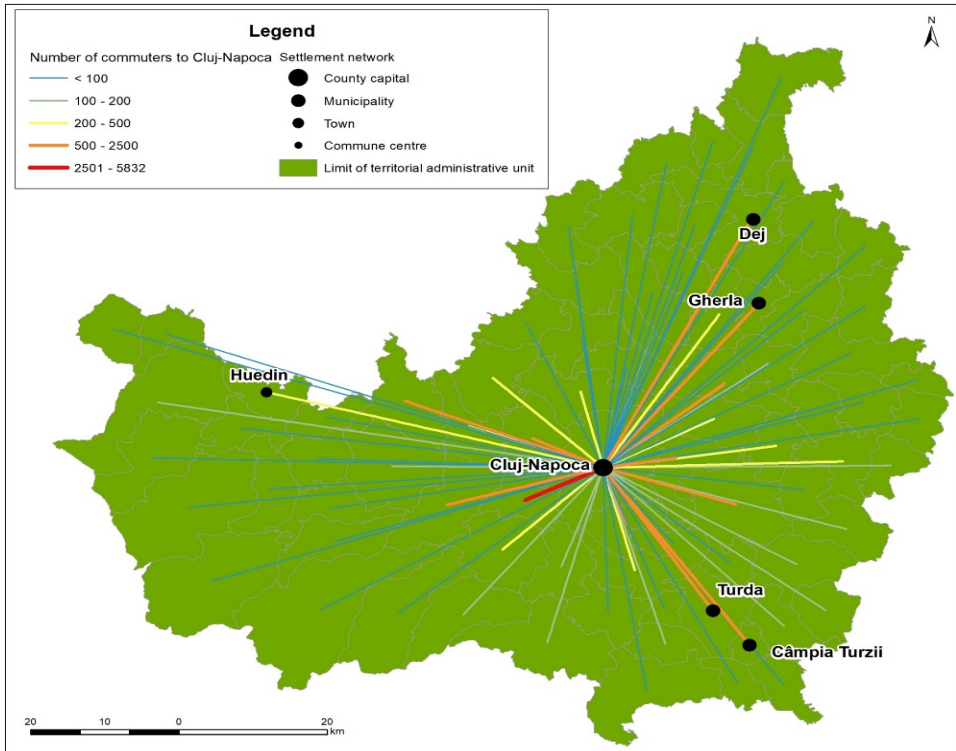 Legend
Number of commuters to Cluj-Napoca
< 100
100 - 200
200 - 500
500 - 2500
2501 - 5832
Settlement network
County capital
Municipality
Town
Commune centre
Limit of territorial administrative unit
N
Dej
Gherla
Huedin
Cluj-Napoca
Turda
Câmpia Turzii
20 10 0 20
km